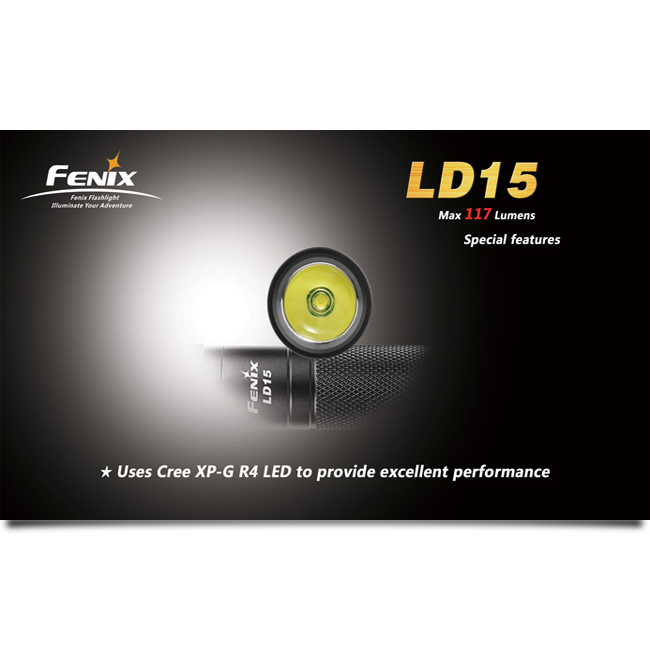 FENIX
Fenix Flashlight
Illuminate Your Adventure
LD15
Max 117 Lumens
Special features
FENIX
LD15
★ Uses Cree XP-G R4 LED to provide excellent performance